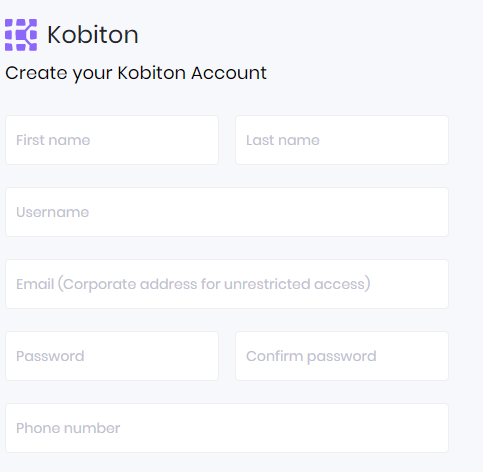 Kobiton
Create your Kobiton Account
First name
Last name
Username
Email (Corporate address for unrestricted access)
Password
Confirm password
Phone number